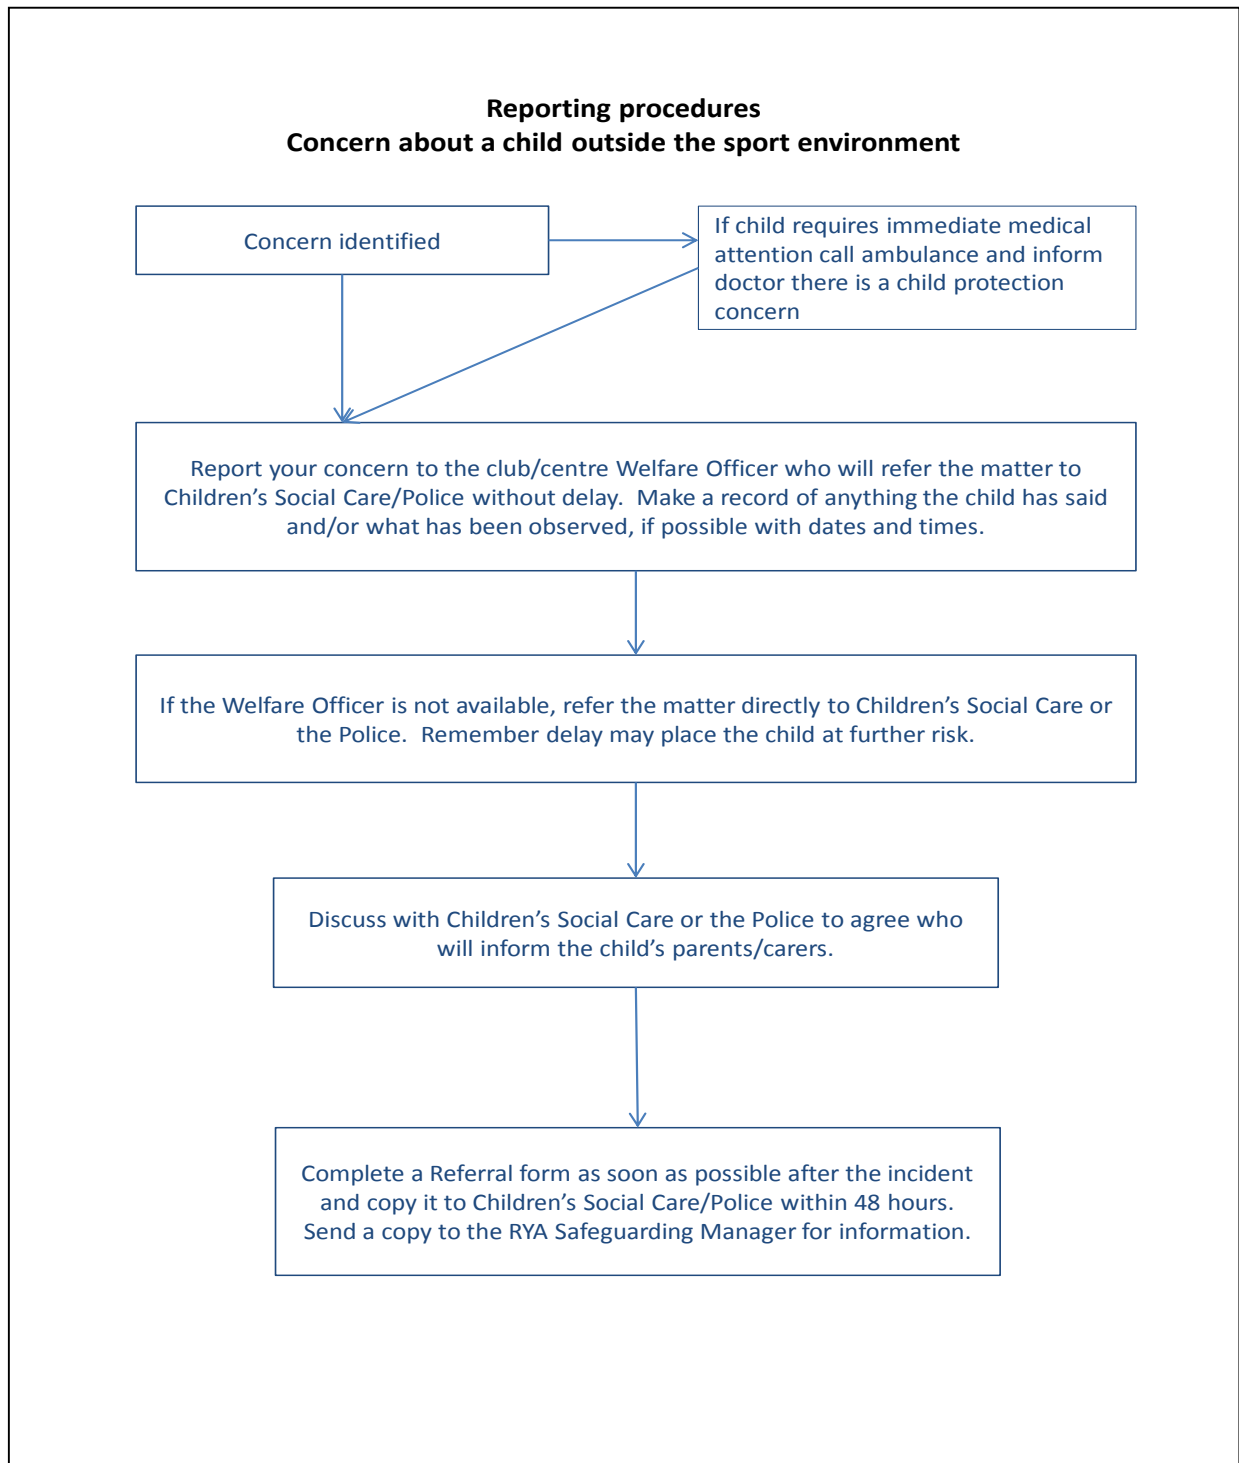 Reporting procedures
Concern about a child outside the sport environment
Concern identified
If child requires immediate medical
attention call ambulance and inform
doctor there is a child protection
concern
Report your concern to the club/centre Welfare Officer who will refer the matter to
Children’s Social Care/Police without delay.  Make a record of anything the child has said
and/or what has been observed, if possible with dates and times.
If the Welfare Officer is not available, refer the matter directly to Children’s Social Care or
the Police.  Remember delay may place the child at further risk.
Discuss with Children’s Social Care or the Police to agree who
will inform the child’s parents/carers.
Complete a Referral form as soon as possible after the incident
and copy it to Children’s Social Care/Police within 48 hours.
Send a copy to the RYA Safeguarding Manager for information.